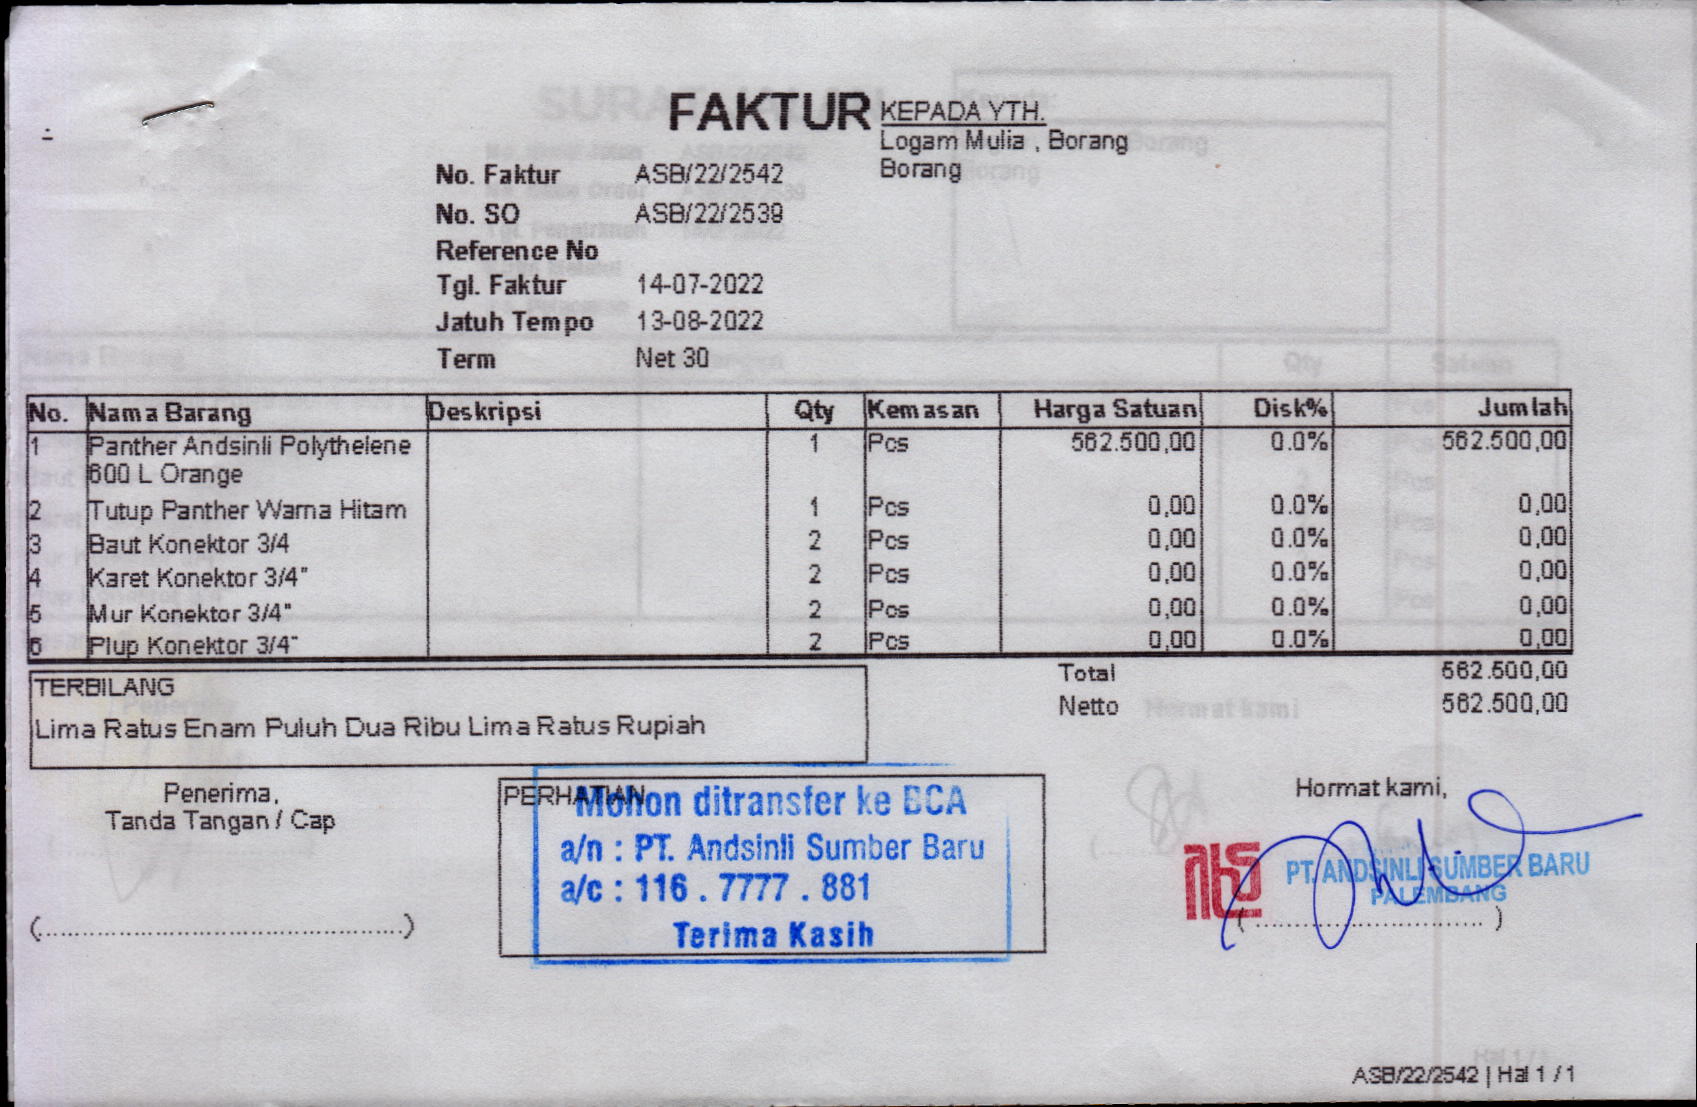 FAKTUR
KEPADA YTH.
Logam Mulia , Borang
Borang
No. Faktur ASB/22/2542
No. SO ASB/22/2539
Reference No
Tgl. Faktur 14-07-2022
Jatuh Tempo 13-08-2022
Term Net 30
No. Nama Barang Deskripsi Qty Kemasan Harga Satuan Disk% Jumlah
1 Panther Andsinli Polythelene 1 Pcs 562.500,00 0.0% 562.500,00
600 L Orange
2 Tutup Panther Warna Hitam 1 Pcs 0,00 0.0% 0,00
3 Baut Konektor 3/4 2 Pcs 0,00 0.0% 0,00
4 Karet Konektor 3/4" 2 Pcs 0,00 0.0% 0,00
5 Mur Konektor 3/4" 2 Pcs 0,00 0.0% 0,00
6 Plup Konektor 3/4" 2 Pcs 0,00 0.0% 0,00
Total 562.500,00
Netto 562.500,00
TERBILANG
Lima Ratus Enam Puluh Dua Ribu Lima Ratus Rupiah
Penerima,
Tanda Tangan / Cap
(............................................)
PERHATIAN
Mohon ditransfer ke BCA
a/n : PT. Andsinli Sumber Baru
a/c : 116 . 7777 . 881
Terima Kasih
Hormat kami,
PT. ANDSINLI SUMBER BARU
PALEMBANG
(............................)
ASB/22/2542 | Hal 1 / 1